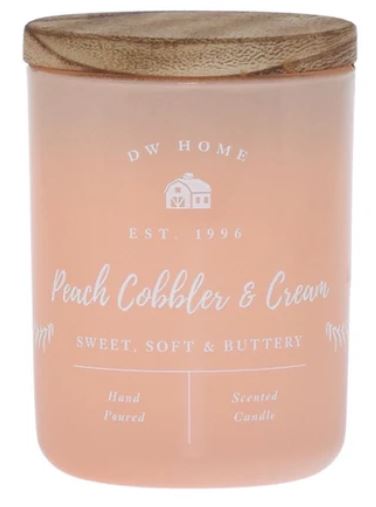 DW HOME
EST. 1996
Peach Cobbler & Cream
SWEET, SOFT & BUTTERY
Hand
Poured
Scented
Candle